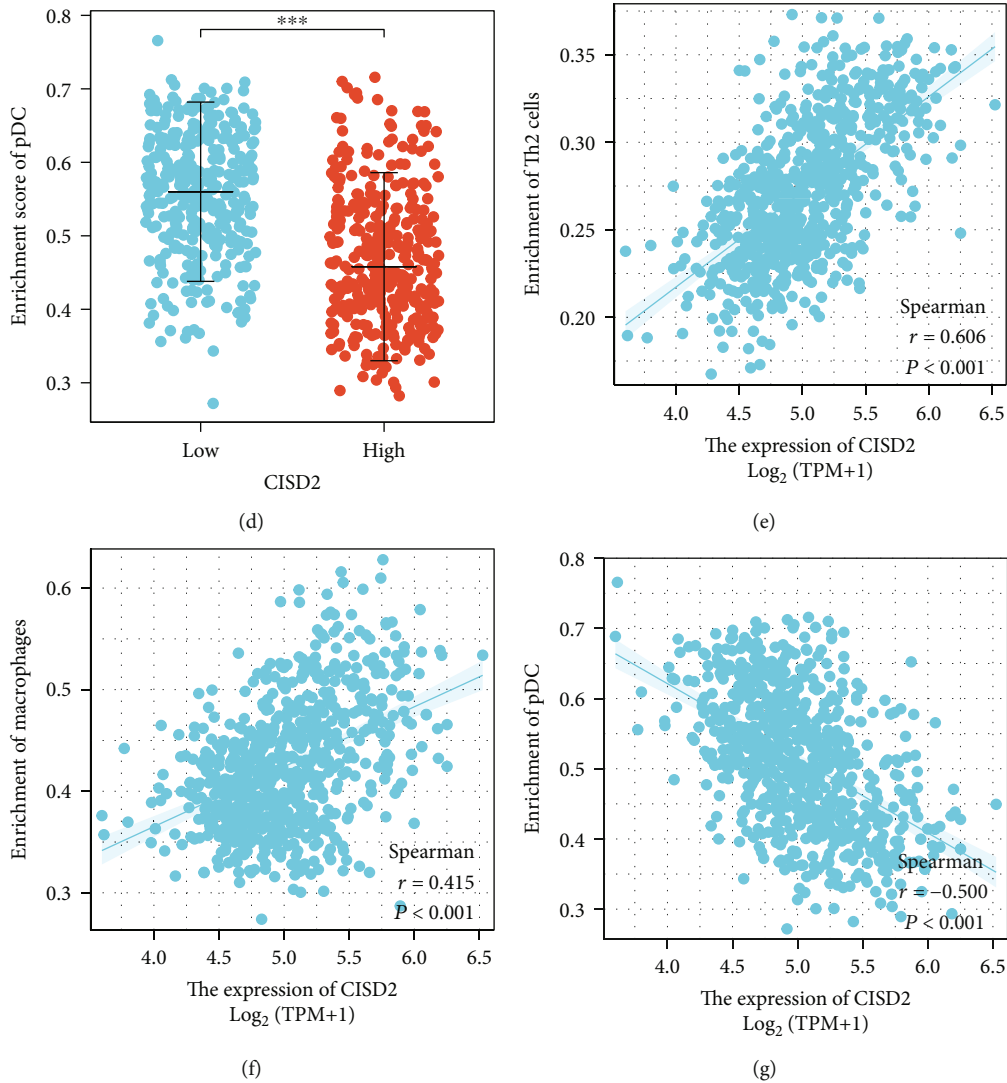 ***
0.8
0.7
0.6
0.5
0.4
0.3
Enrichment score of pDC
Low
High
CISD2
(d)
0.35
0.30
0.25
0.20
Enrichment of Th2 cells
Spearman
r = 0.606
P < 0.001
4.0 4.5 5.0 5.5 6.0 6.5
The expression of CISD2
Log₂ (TPM+1)
(e)
0.6
0.5
0.4
0.3
Enrichment of macrophages
Spearman
r = 0.415
P < 0.001
4.0 4.5 5.0 5.5 6.0 6.5
The expression of CISD2
Log₂ (TPM+1)
(f)
0.8
0.7
0.6
0.5
0.4
0.3
Enrichment of pDC
Spearman
r = −0.500
P < 0.001
4.0 4.5 5.0 5.5 6.0 6.5
The expression of CISD2
Log₂ (TPM+1)
(g)